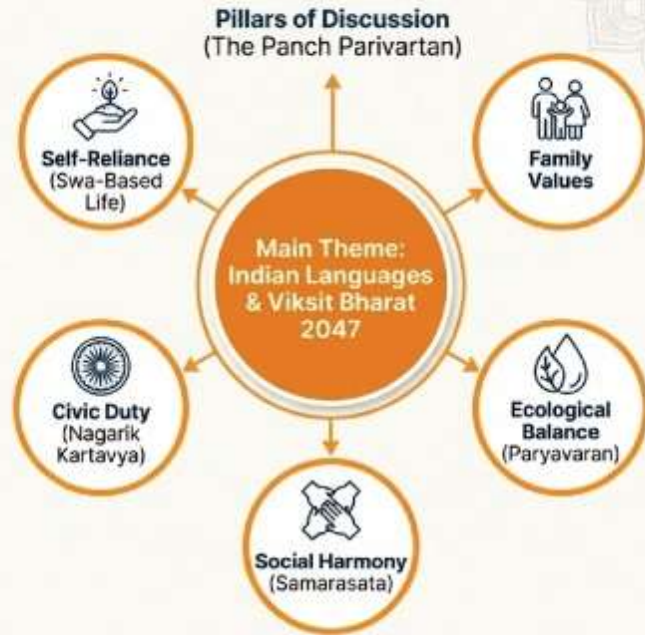 Pillars of Discussion
(The Panch Parivartan)
Self-Reliance
(Swa-Based
Life)
Family
Values
Main Theme:
Indian Languages
& Viksit Bharat
2047
Civic Duty
(Nagarik
Kartavya)
Ecological
Balance
(Paryavaran)
Social Harmony
(Samarasata)